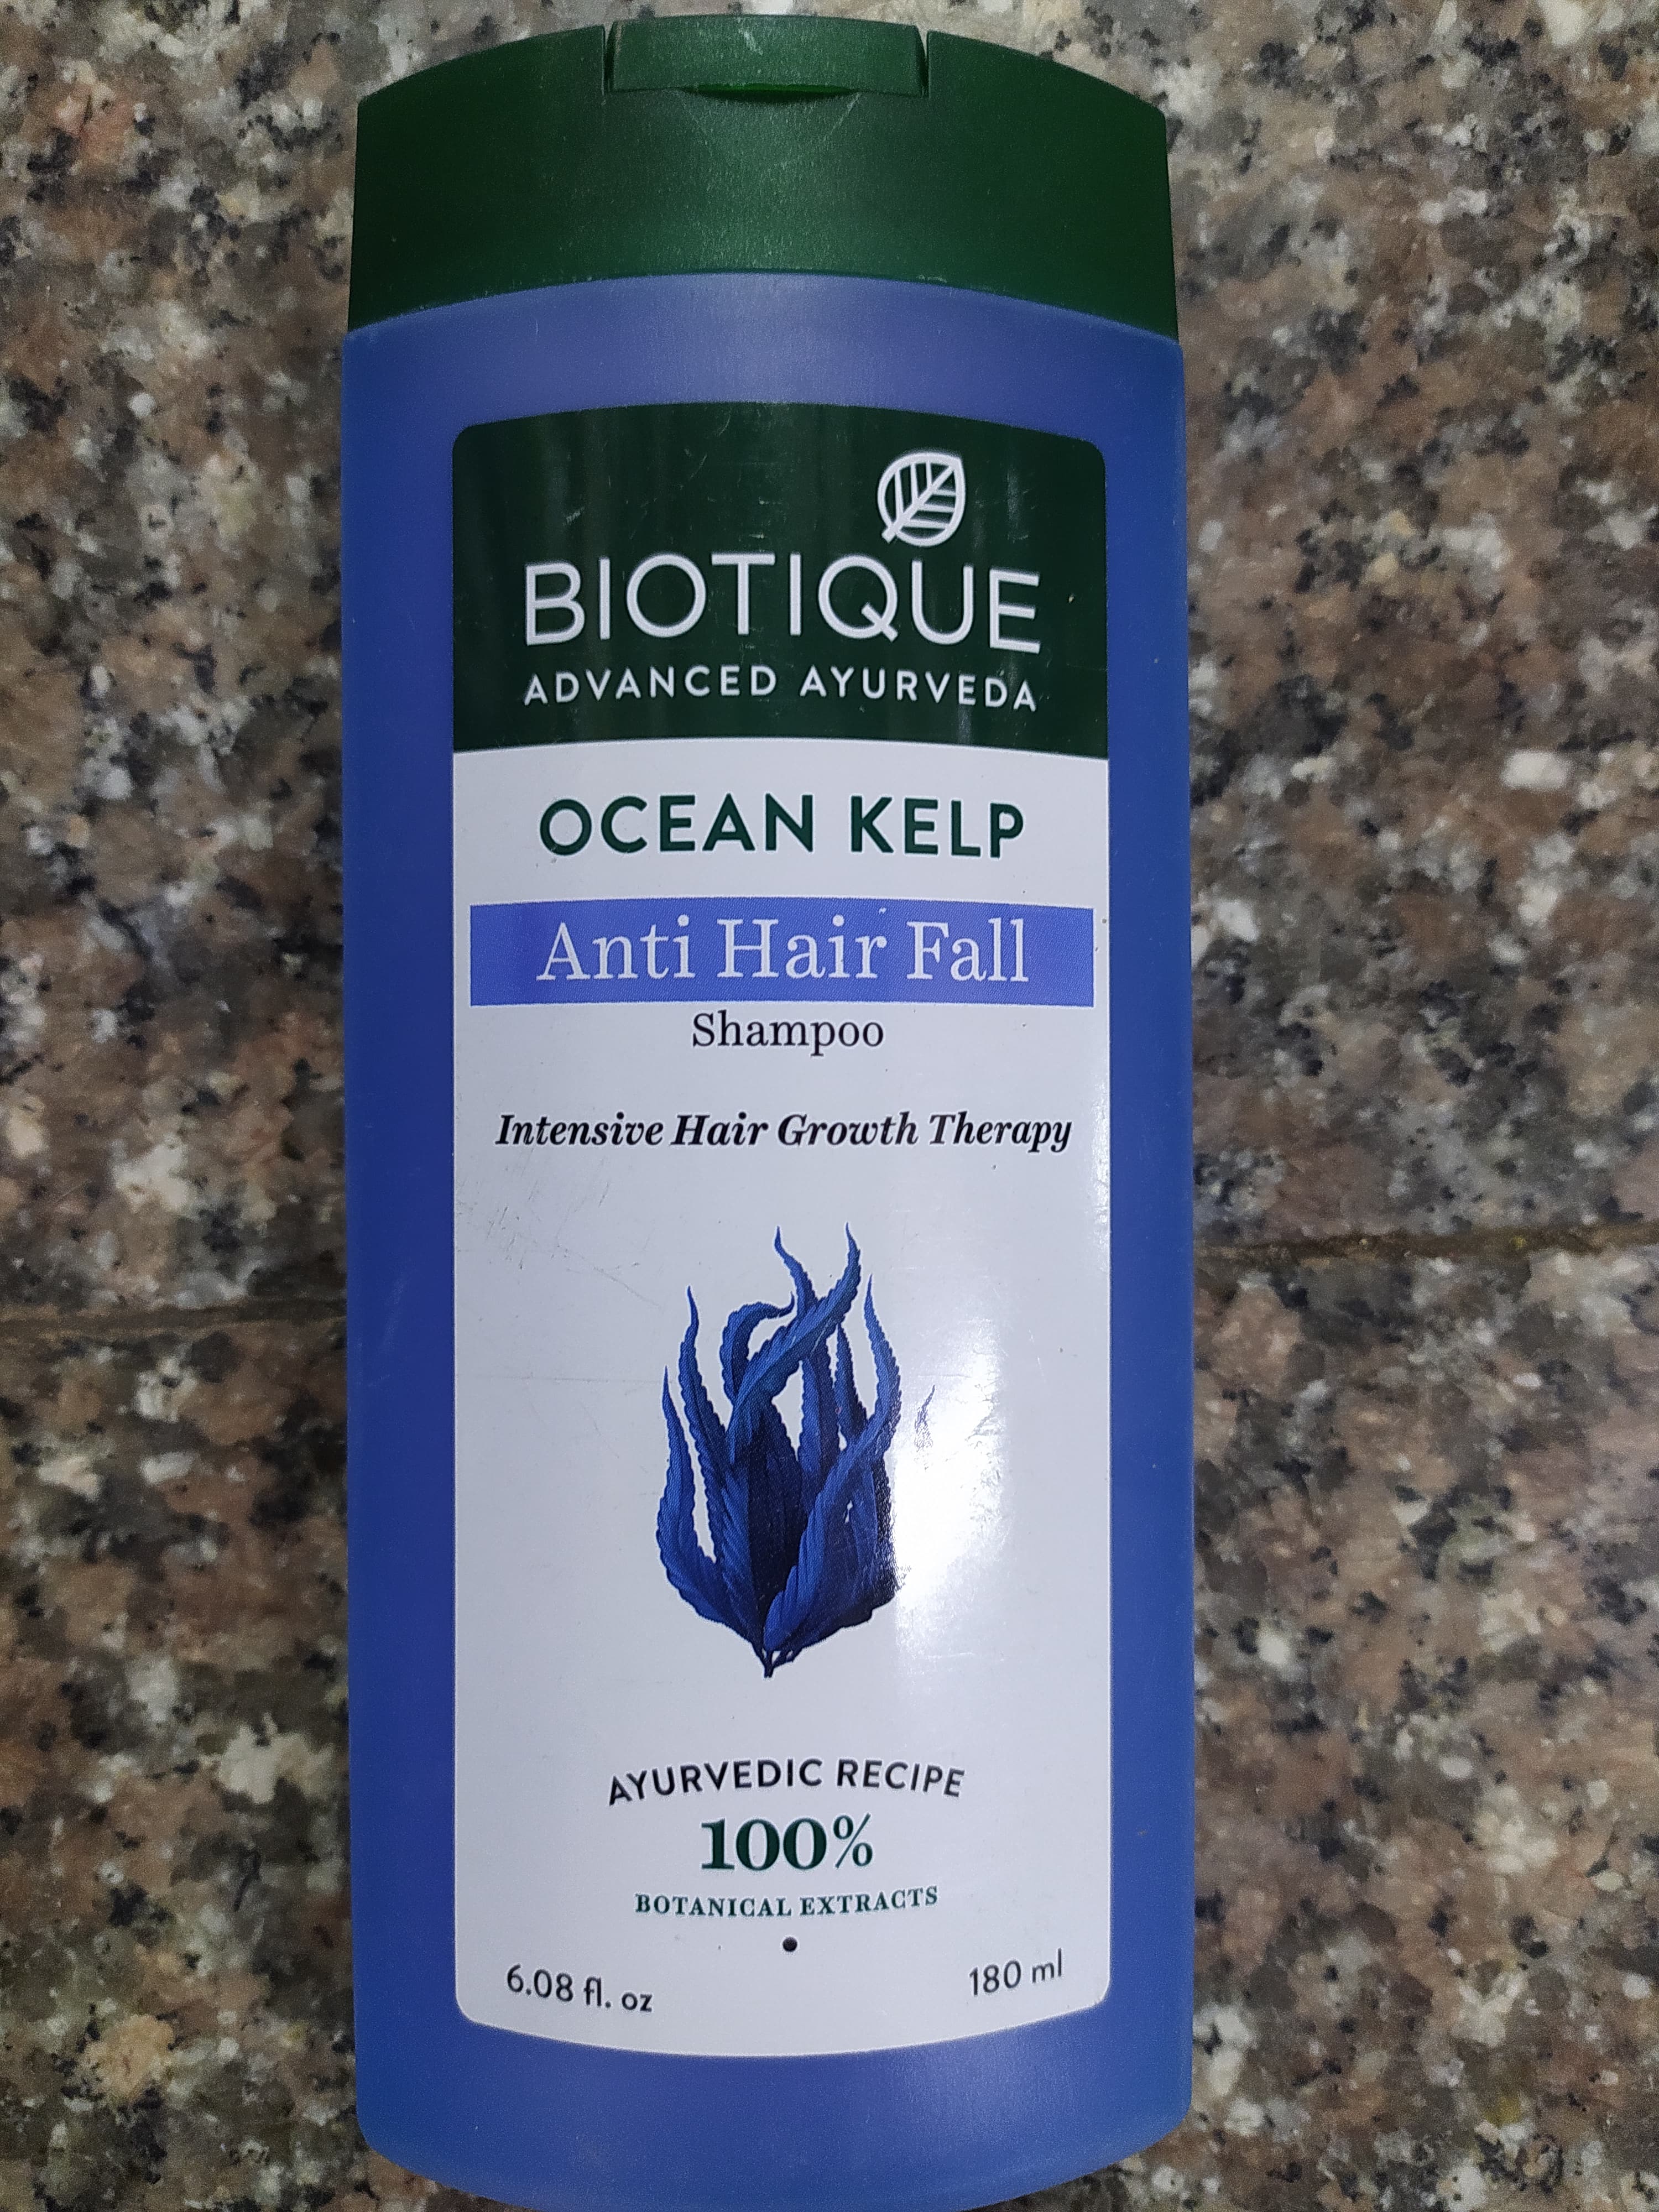 BIOTIQUE
ADVANCED AYURVEDA
OCEAN KELP
Anti Hair Fall
Shampoo
Intensive Hair Growth Therapy
AYURVEDIC RECIPE
100%
BOTANICAL EXTRACTS
6.08 fl. oz
180 ml